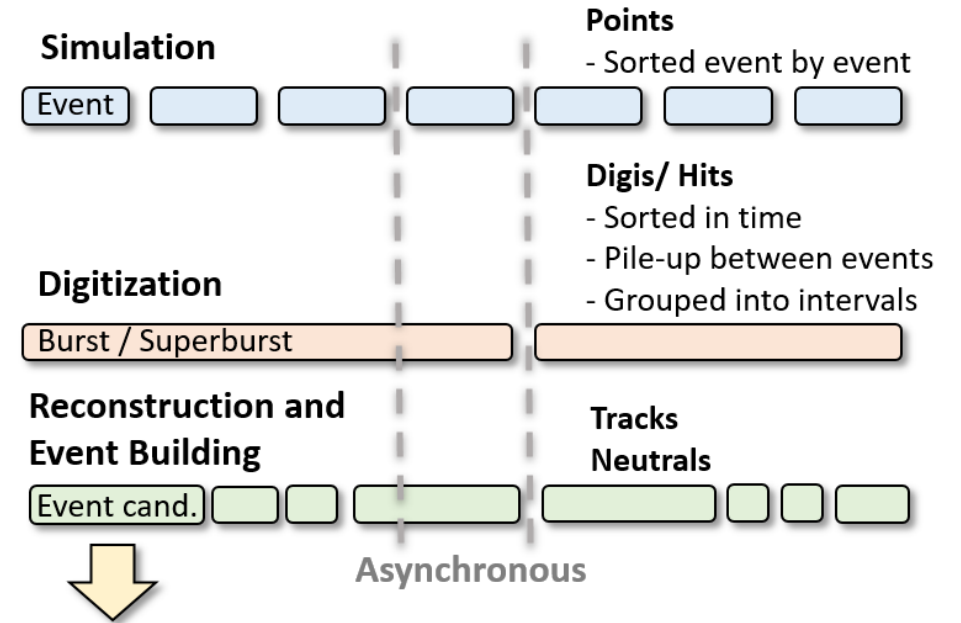 Simulation
Points
- Sorted event by event
Event
Digis/ Hits
- Sorted in time
- Pile-up between events
- Grouped into intervals
Digitization
Burst / Superburst
Reconstruction and
Event Building
Tracks
Neutrals
Event cand.
Asynchronous